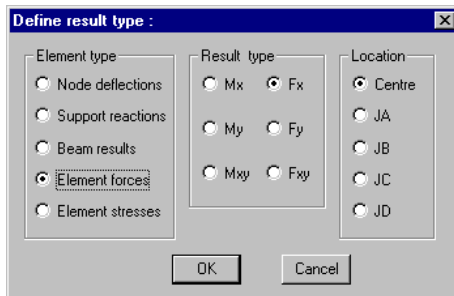 Define result type :
Element type
Node deflections
Support reactions
Beam results
Element forces
Element stresses
Result type
Mx Fx
My Fy
Mxy Fxy
Location
Centre
JA
JB
JC
JD
OK Cancel